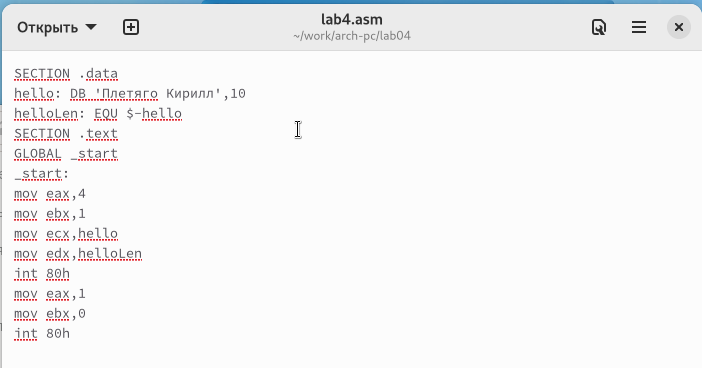 Открыть
lab4.asm
~/work/arch-pc/lab04
SECTION .data
hello: DB 'Плетяго Кирилл',10
helloLen: EQU $-hello
SECTION .text
GLOBAL _start
_start:
mov eax,4
mov ebx,1
mov ecx,hello
mov edx,helloLen
int 80h
mov eax,1
mov ebx,0
int 80h